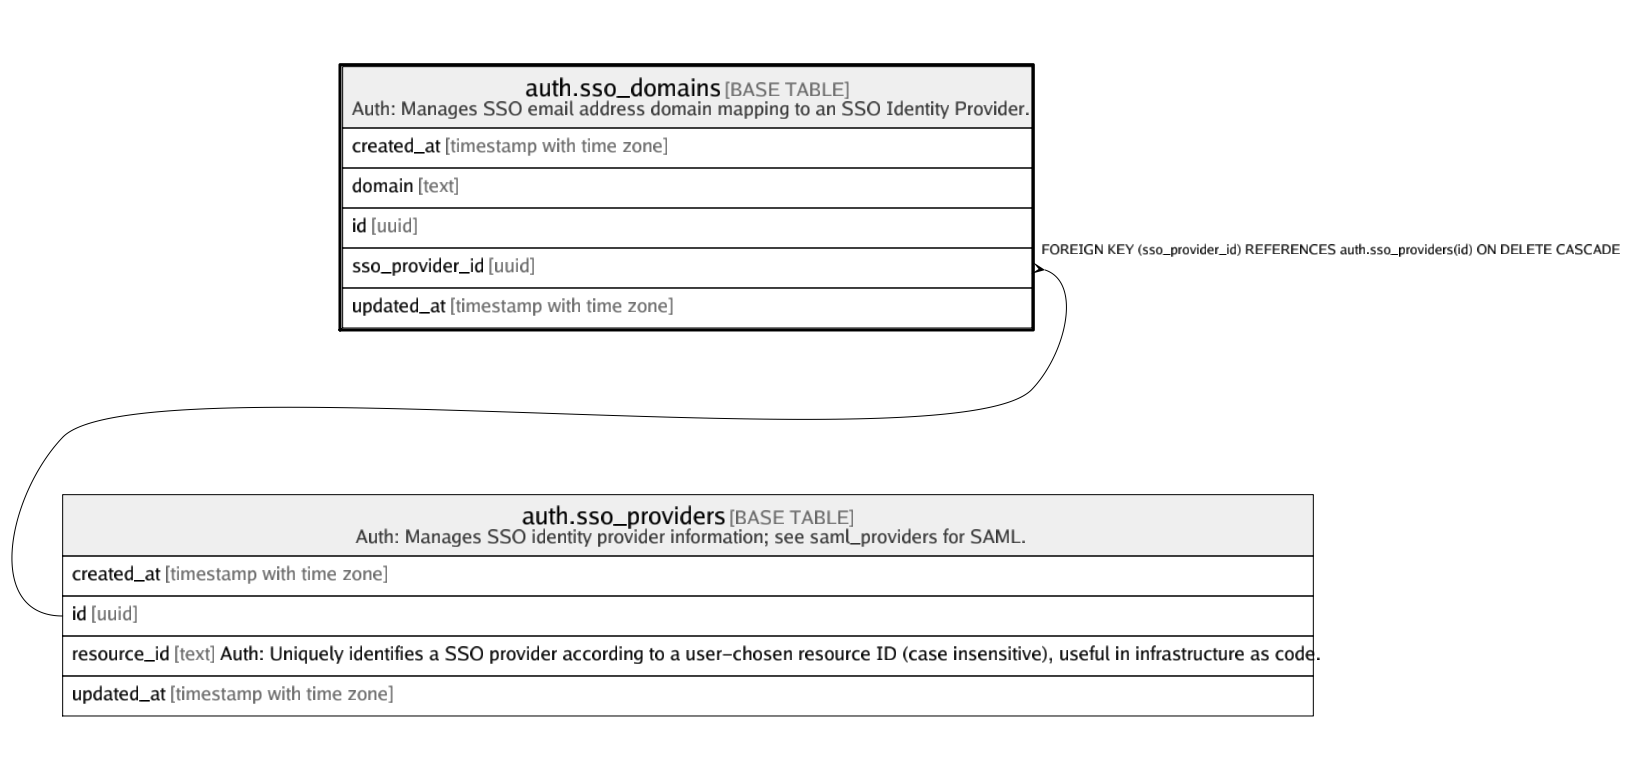 auth.sso_domains [BASE TABLE]
Auth: Manages SSO email address domain mapping to an SSO Identity Provider.
created_at [timestamp with time zone]
domain [text]
id [uuid]
FOREIGN KEY (sso_provider_id) REFERENCES auth.sso_providers(id) ON DELETE CASCADE
sso_provider_id [uuid]
updated_at [timestamp with time zone]
auth.sso_providers [BASE TABLE]
Auth: Manages SSO identity provider information; see saml_providers for SAML.
created_at [timestamp with time zone]
id [uuid]
resource_id [text] Auth: Uniquely identifies a SSO provider according to a user-chosen resource ID (case insensitive), useful in infrastructure as code.
updated_at [timestamp with time zone]